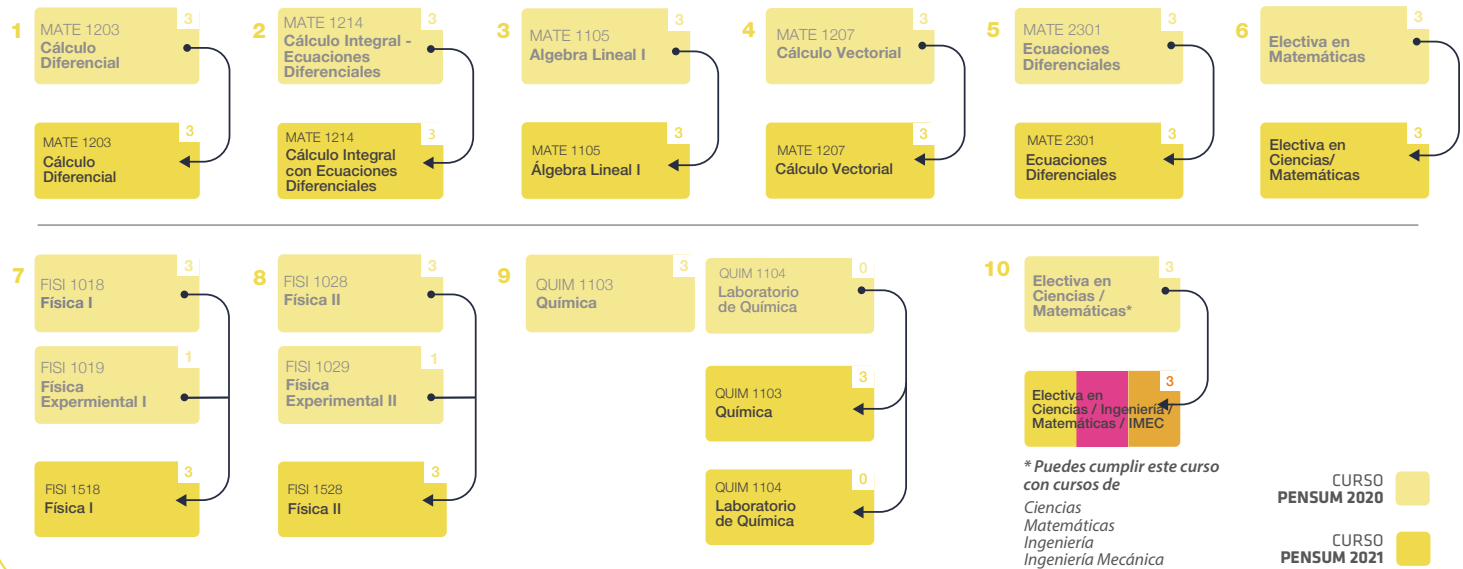 1
MATE 1203
Cálculo
Diferencial
3
MATE 1203
Cálculo
Diferencial
3
2
MATE 1214
Cálculo Integral -
Ecuaciones
Diferenciales
3
MATE 1214
Cálculo Integral
con Ecuaciones
Diferenciales
3
3
MATE 1105
Algebra Lineal I
3
MATE 1105
Álgebra Lineal I
3
4
MATE 1207
Cálculo Vectorial
3
MATE 1207
Cálculo Vectorial
3
5
MATE 2301
Ecuaciones
Diferenciales
3
MATE 2301
Ecuaciones
Diferenciales
3
6
Electiva en
Matemáticas
3
Electiva en
Ciencias/
Matemáticas
3
7
FISI 1018
Física I
3
FISI 1019
Física
Expermiental I
1
FISI 1518
Física I
3
8
FISI 1028
Física II
3
FISI 1029
Física
Experimental II
1
FISI 1528
Física II
3
9
QUIM 1103
Química
3
QUIM 1104
Laboratorio
de Química
0
QUIM 1103
Química
3
QUIM 1104
Laboratorio
de Química
0
10
Electiva en
Ciencias /
Matemáticas*
3
Electiva en
Ciencias / Ingeniería /
Matemáticas / IMEC
3
* Puedes cumplir este curso
con cursos de
Ciencias
Matemáticas
Ingeniería
Ingeniería Mecánica
CURSO
PENSUM 2020
CURSO
PENSUM 2021